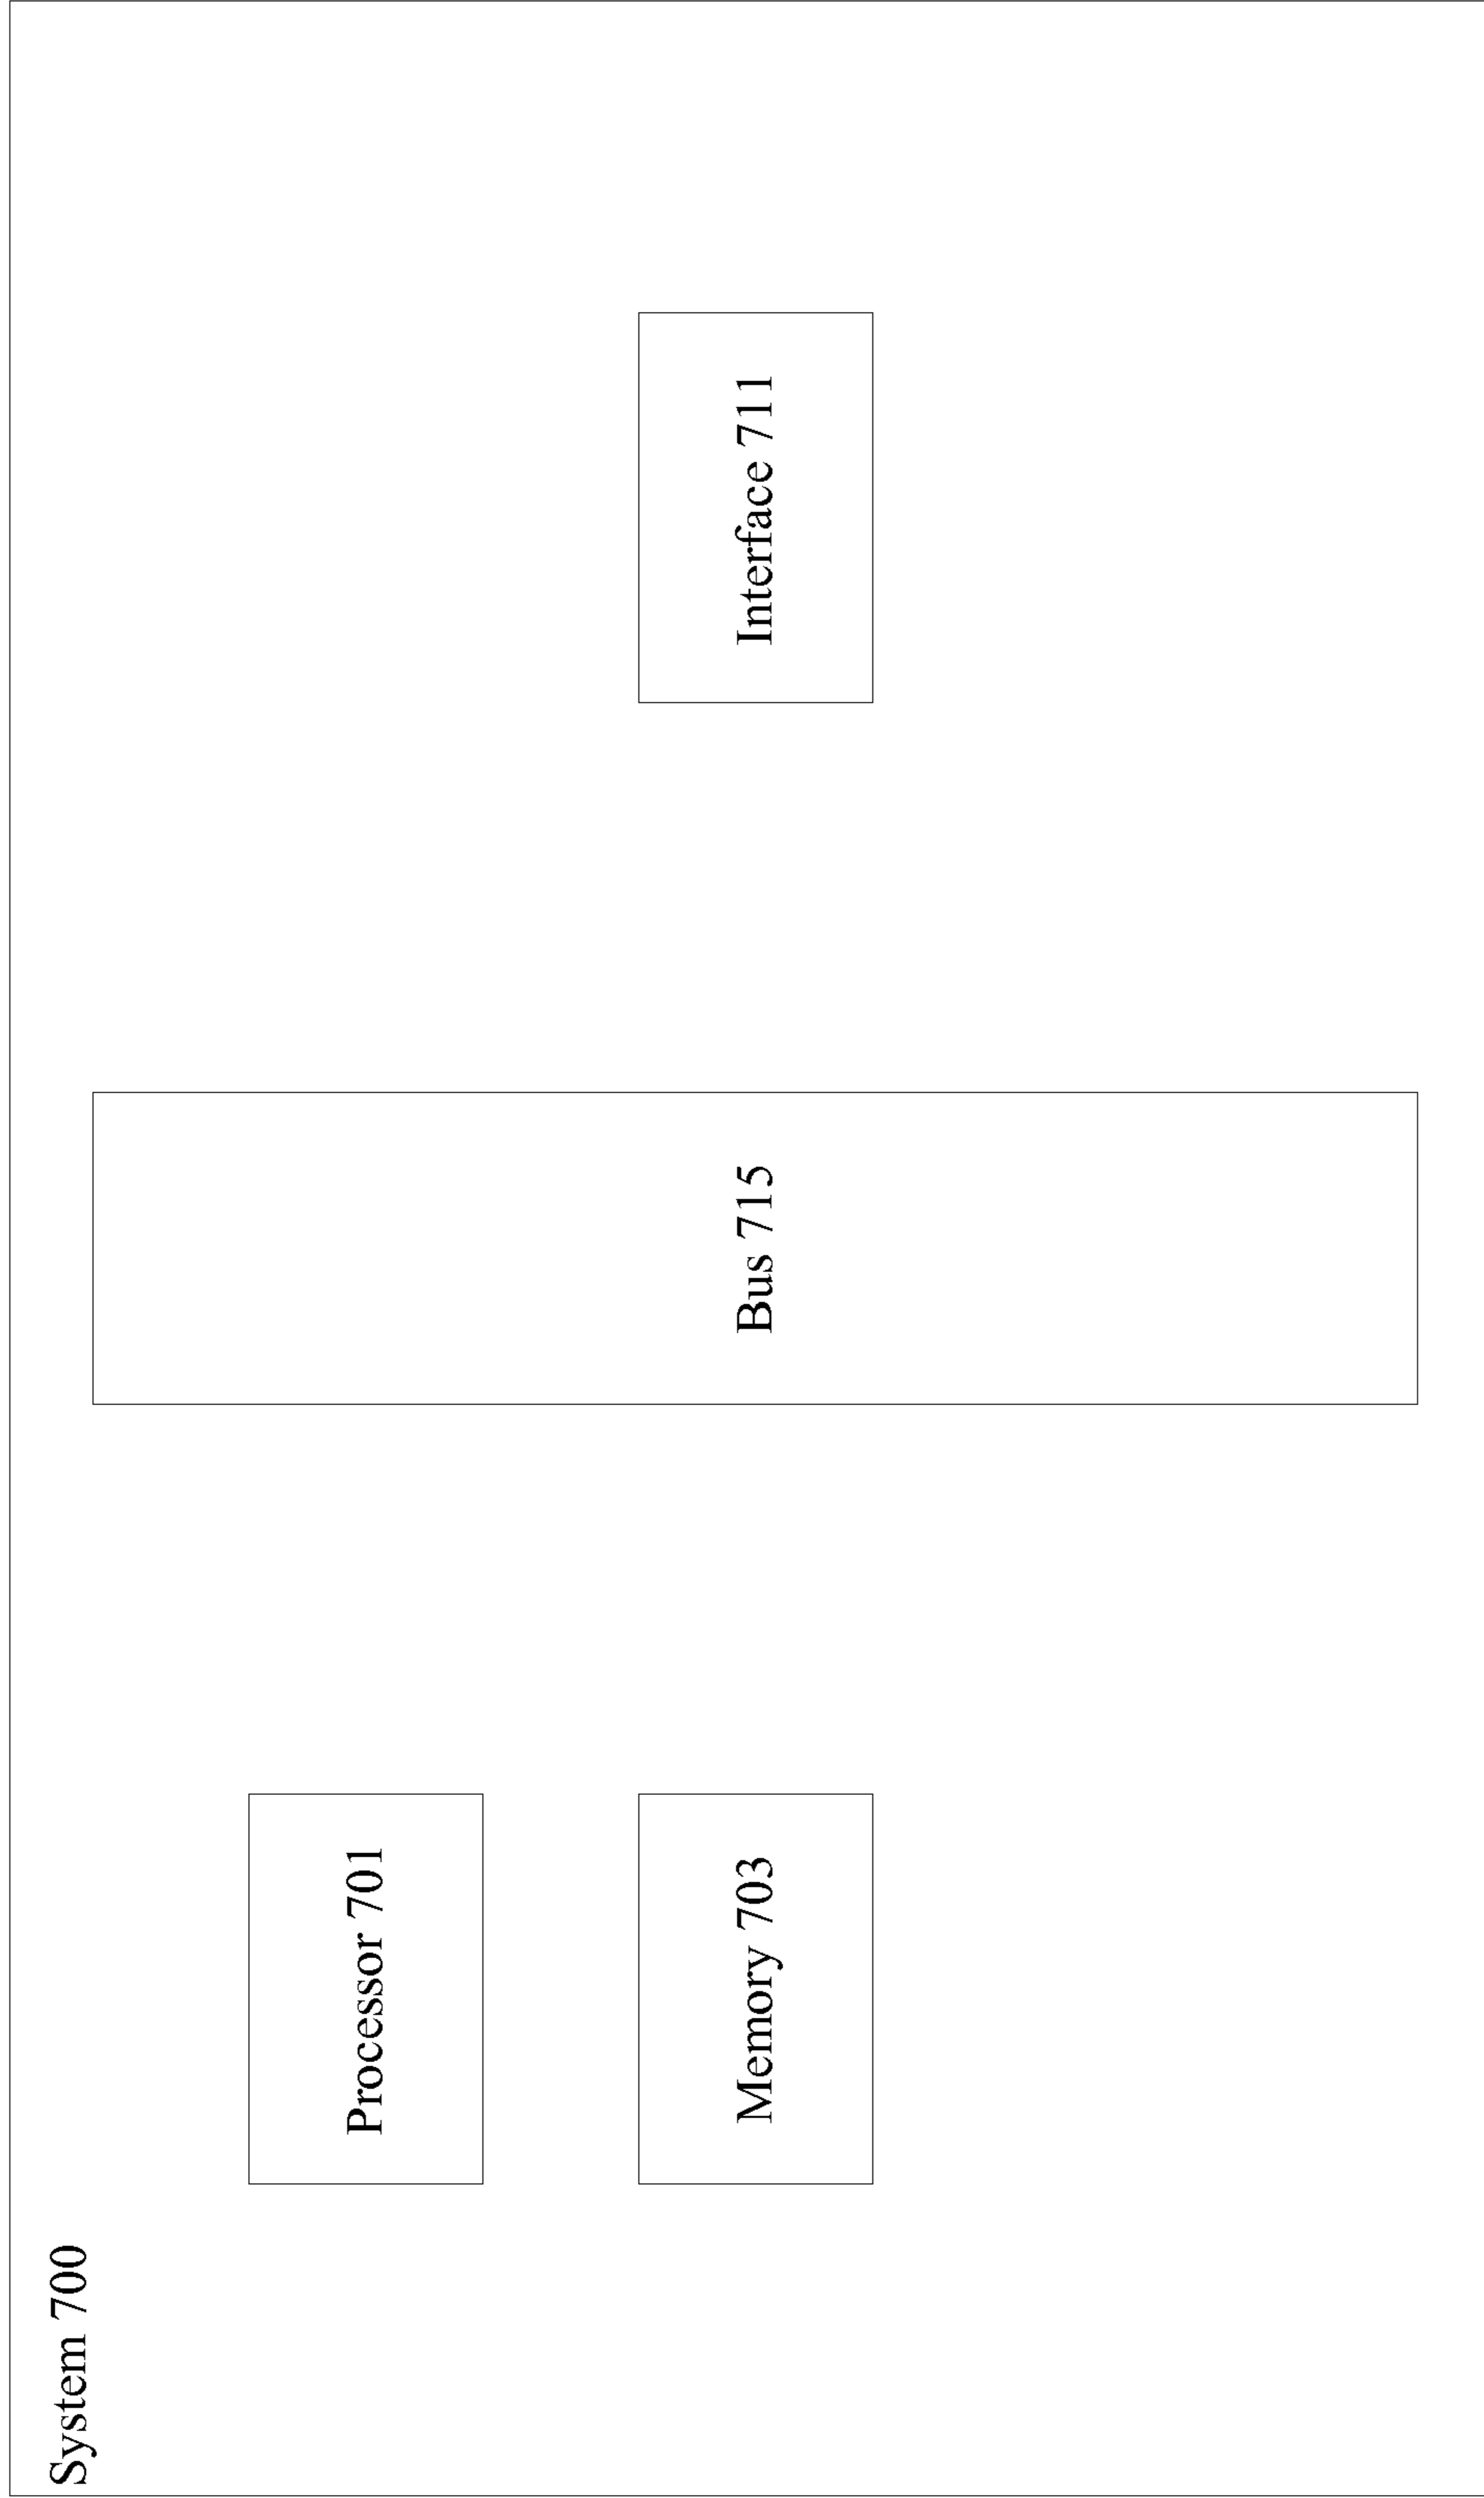 System 700
Processor 701
Memory 703
Bus 715
Interface 711